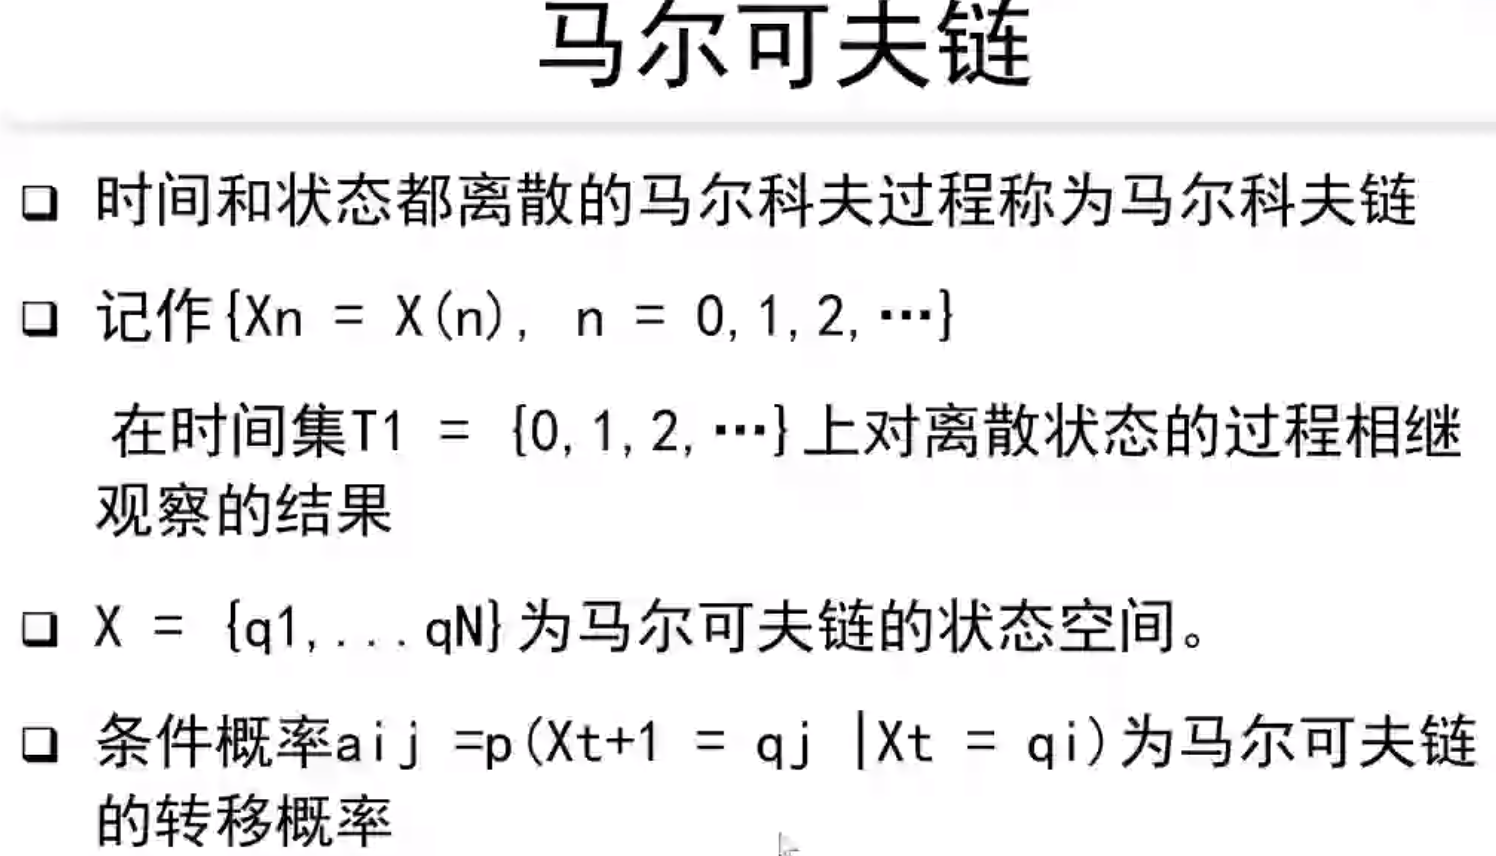 马尔可夫链
时间和状态都离散的马尔科夫过程称为马尔科夫链
记作{Xn = X(n), n = 0,1,2,…}
在时间集T1 = {0,1,2,…}上对离散状态的过程相继
观察的结果
X = {q1,...qN}为马尔可夫链的状态空间。
条件概率aij =p(Xt+1 = qj |Xt = qi)为马尔可夫链
的转移概率